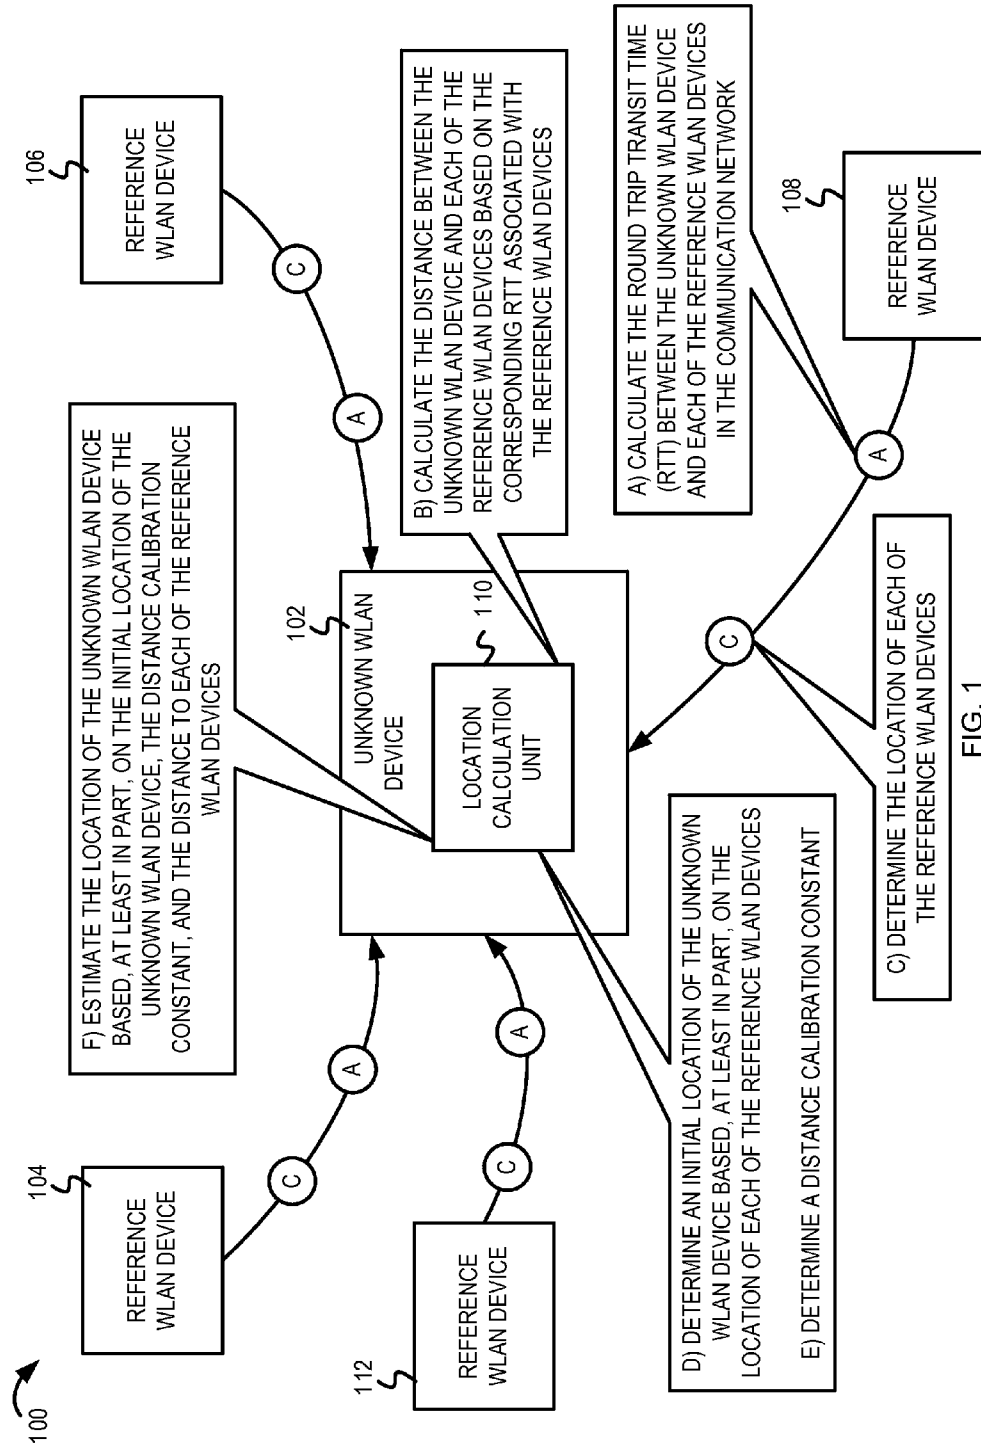 100
104
REFERENCE
WLAN DEVICE
F) ESTIMATE THE LOCATION OF THE UNKNOWN WLAN DEVICE
BASED, AT LEAST IN PART, ON THE INITIAL LOCATION OF THE
UNKNOWN WLAN DEVICE, THE DISTANCE CALIBRATION
CONSTANT, AND THE DISTANCE TO EACH OF THE REFERENCE
WLAN DEVICES
106
REFERENCE
WLAN DEVICE
C
A
C
A
112
REFERENCE
WLAN DEVICE
C
A
102
UNKNOWN WLAN
DEVICE
110
LOCATION
CALCULATION
UNIT
B) CALCULATE THE DISTANCE BETWEEN THE
UNKNOWN WLAN DEVICE AND EACH OF THE
REFERENCE WLAN DEVICES BASED ON THE
CORRESPONDING RTT ASSOCIATED WITH
THE REFERENCE WLAN DEVICES
D) DETERMINE AN INITIAL LOCATION OF THE UNKNOWN
WLAN DEVICE BASED, AT LEAST IN PART, ON THE
LOCATION OF EACH OF THE REFERENCE WLAN DEVICES
E) DETERMINE A DISTANCE CALIBRATION CONSTANT
A) CALCULATE THE ROUND TRIP TRANSIT TIME
(RTT) BETWEEN THE UNKNOWN WLAN DEVICE
AND EACH OF THE REFERENCE WLAN DEVICES
IN THE COMMUNICATION NETWORK
C
A
108
REFERENCE
WLAN DEVICE
C) DETERMINE THE LOCATION OF EACH OF
THE REFERENCE WLAN DEVICES
FIG. 1